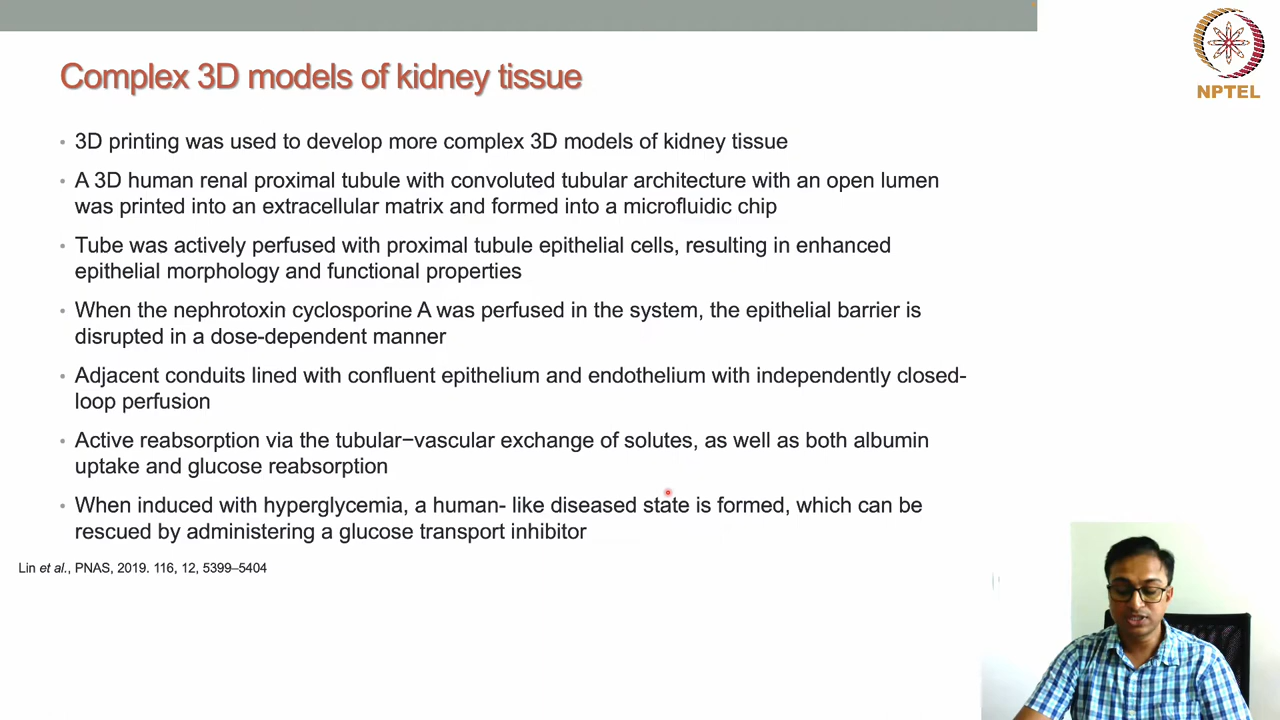 Complex 3D models of kidney tissue
NPTEL
• 3D printing was used to develop more complex 3D models of kidney tissue
• A 3D human renal proximal tubule with convoluted tubular architecture with an open lumen
was printed into an extracellular matrix and formed into a microfluidic chip
• Tube was actively perfused with proximal tubule epithelial cells, resulting in enhanced
epithelial morphology and functional properties
• When the nephrotoxin cyclosporine A was perfused in the system, the epithelial barrier is
disrupted in a dose-dependent manner
• Adjacent conduits lined with confluent epithelium and endothelium with independently closed-
loop perfusion
• Active reabsorption via the tubular−vascular exchange of solutes, as well as both albumin
uptake and glucose reabsorption
• When induced with hyperglycemia, a human- like diseased state is formed, which can be
rescued by administering a glucose transport inhibitor
Lin et al., PNAS, 2019. 116, 12, 5399–5404